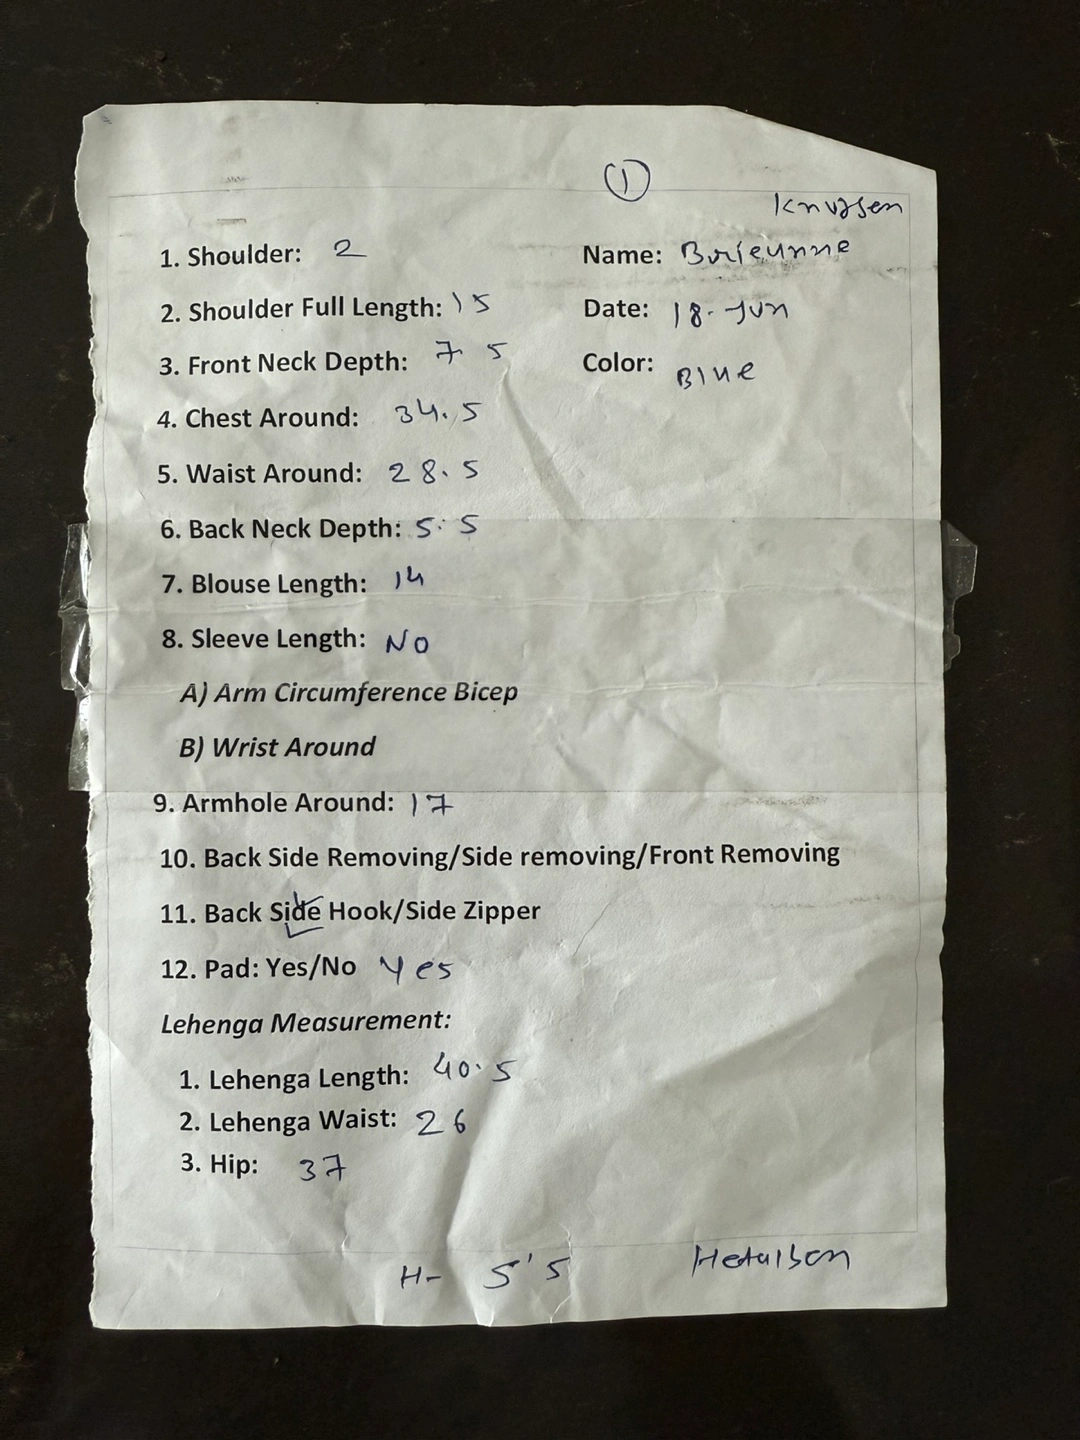 1
Knudsen
1. Shoulder: 2
Name: Brieunne
2. Shoulder Full Length: 15
Date: 18-Jun
3. Front Neck Depth: 7.5
Color: Blue
4. Chest Around: 34.5
5. Waist Around: 28.5
6. Back Neck Depth: 5.5
7. Blouse Length: 14
8. Sleeve Length: NO
A) Arm Circumference Bicep
B) Wrist Around
9. Armhole Around: 17
10. Back Side Removing/Side removing/Front Removing
11. Back Side Hook/Side Zipper
12. Pad: Yes/No Yes
Lehenga Measurement:
1. Lehenga Length: 40.5
2. Lehenga Waist: 26
3. Hip: 37
H- 5'5
Hetalben